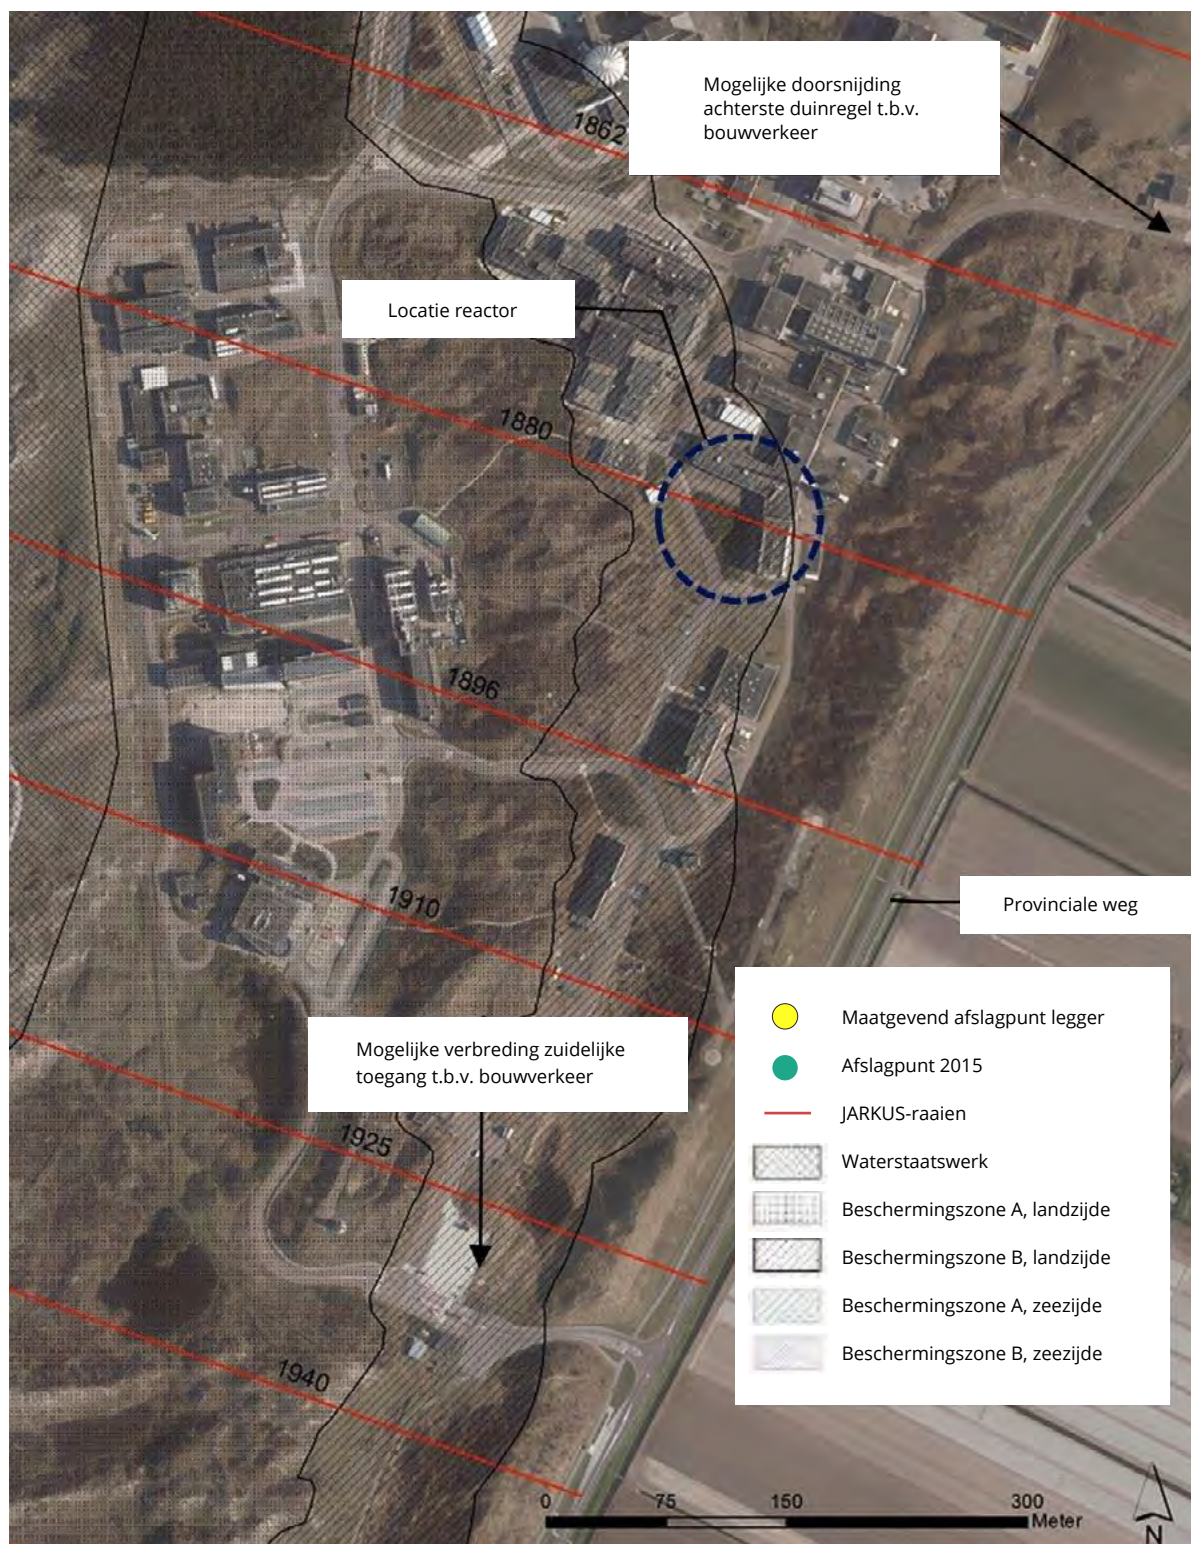 Mogelijke doorsnijding
achterste duinregel t.b.v.
bouwverkeer
1862
Locatie reactor
1880
1896
1910
Provinciale weg
Maatgevend afslagpunt legger
Mogelijke verbreding zuidelijke
toegang t.b.v. bouwverkeer
Afslagpunt 2015
JARKUS-raaien
1925
Waterstaatswerk
Beschermingszone A, landzijde
Beschermingszone B, landzijde
Beschermingszone A, zeezijde
Beschermingszone B, zeezijde
1940
0 75 150 300
Meter
N